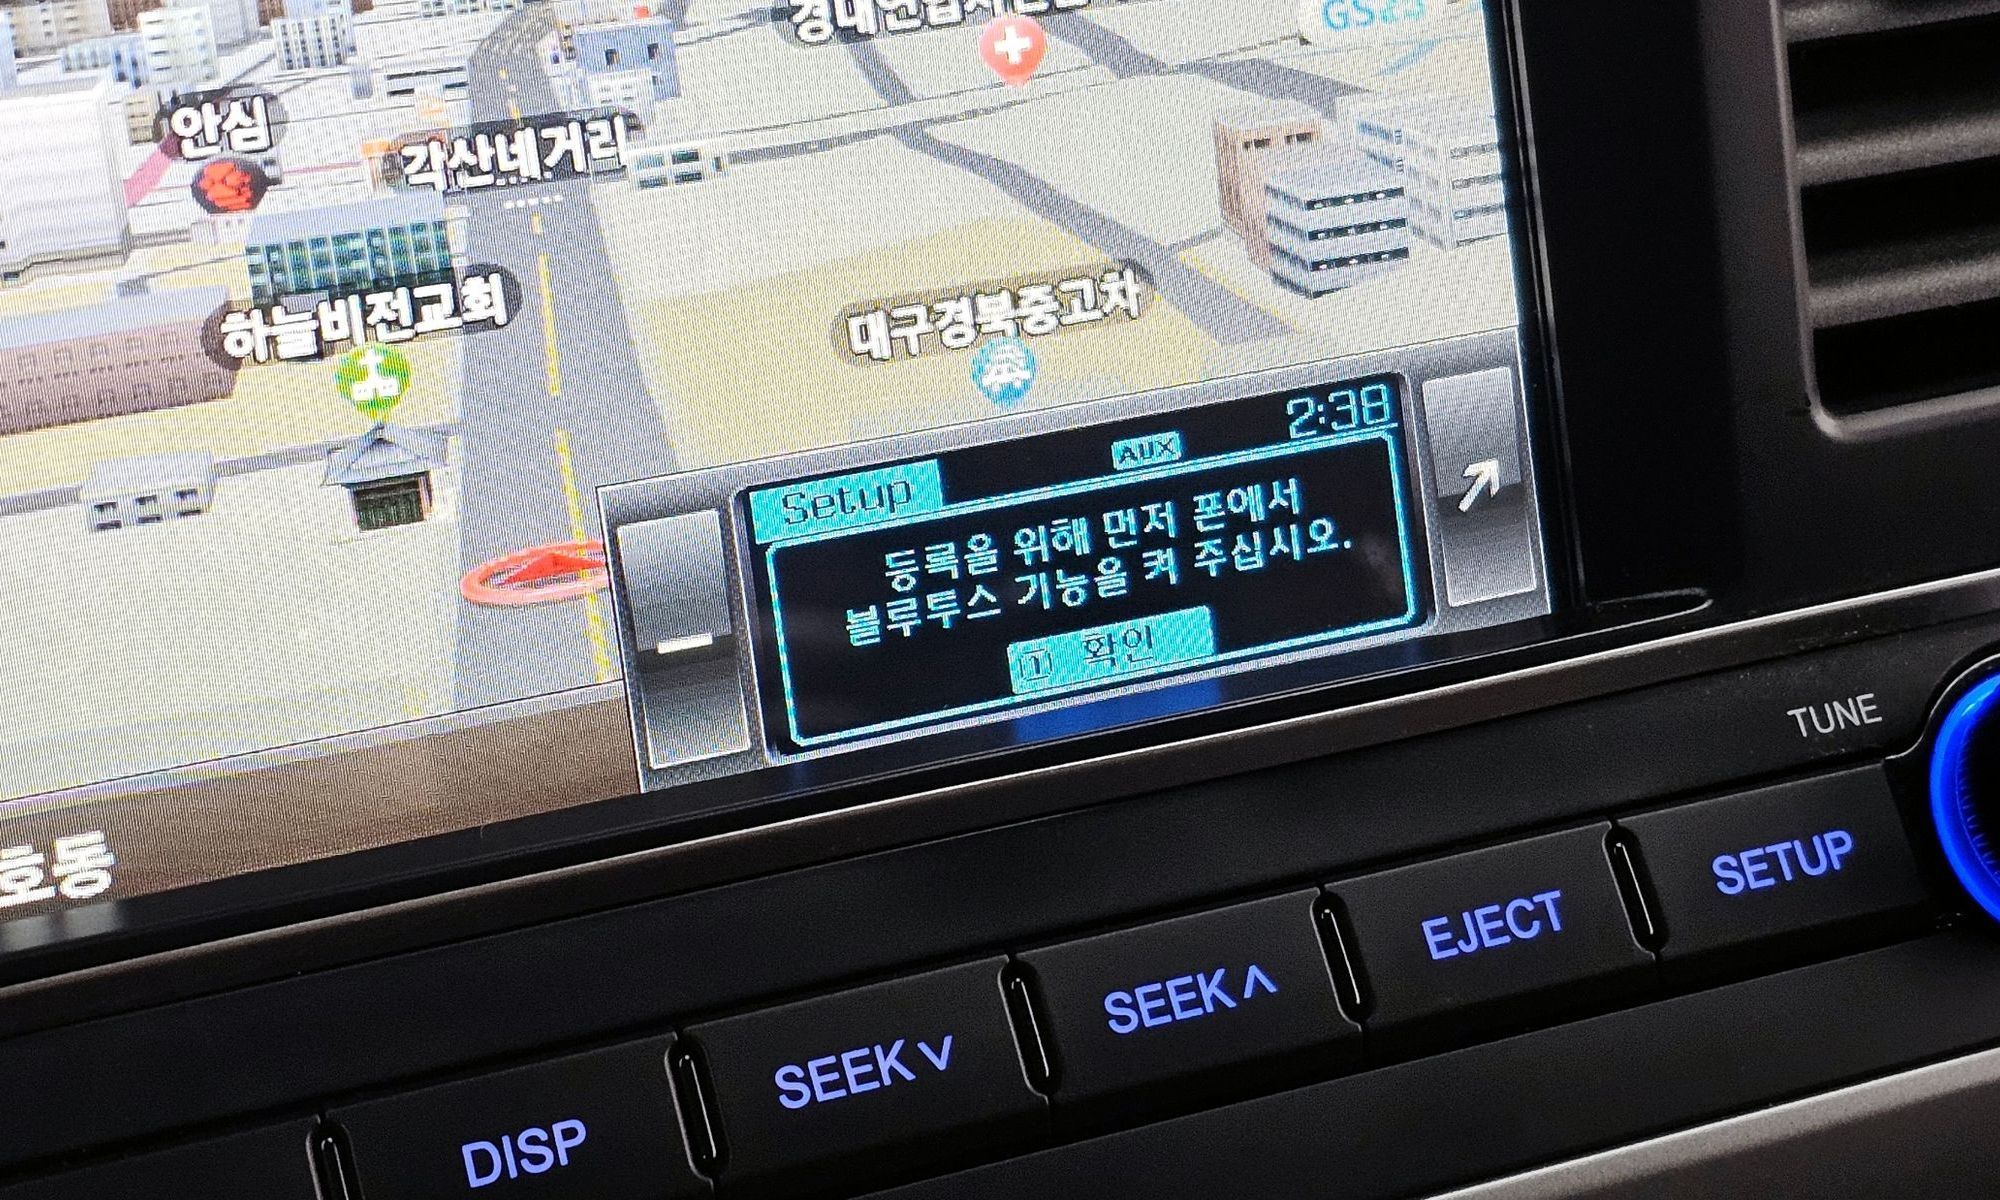 GS25
안심
각산네거리
하늘비전교회
대구경북중고차
2:38
AUX
Setup
등록을 위해 먼저 폰에서
블루투스 기능을 켜 주십시오.
확인
호동
TUNE
DISP
SEEK ∨
SEEK ∧
EJECT
SETUP